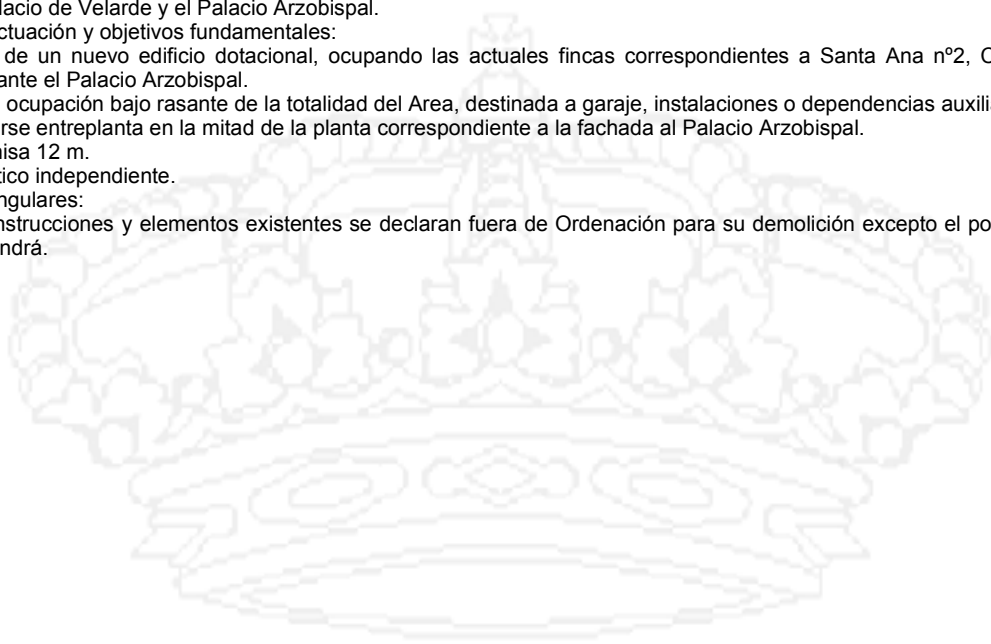 lacio de Velarde y el Palacio Arzobispal.
ctuación y objetivos fundamentales:
de un nuevo edificio dotacional, ocupando las actuales fincas correspondientes a Santa Ana nº2, C
ante el Palacio Arzobispal.
ocupación bajo rasante de la totalidad del Area, destinada a garaje, instalaciones o dependencias auxili
rse entreplanta en la mitad de la planta correspondiente a la fachada al Palacio Arzobispal.
nisa 12 m.
tico independiente.
ngulares:
nstrucciones y elementos existentes se declaran fuera de Ordenación para su demolición excepto el po
ndrá.